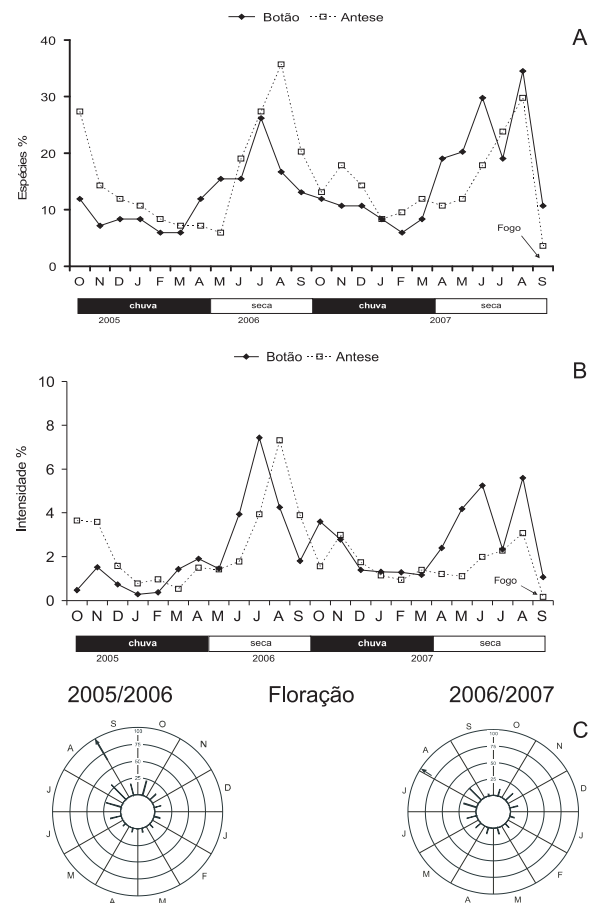 Botão Antese
A
40
30
20
10
0
Espécies %
Fogo
O N D J F M A M J J A S O N D J F M A M J J A S
chuva seca chuva seca
2005 2006 2007
Botão Antese
B
10
8
6
4
2
0
Intensidade %
Fogo
O N D J F M A M J J A S O N D J F M A M J J A S
chuva seca chuva seca
2005 2006 2007
2005/2006 Floração 2006/2007
C
S O N D J F M A M J J A
100
75
50
25
S O N D J F M A M J J A
100
75
50
25